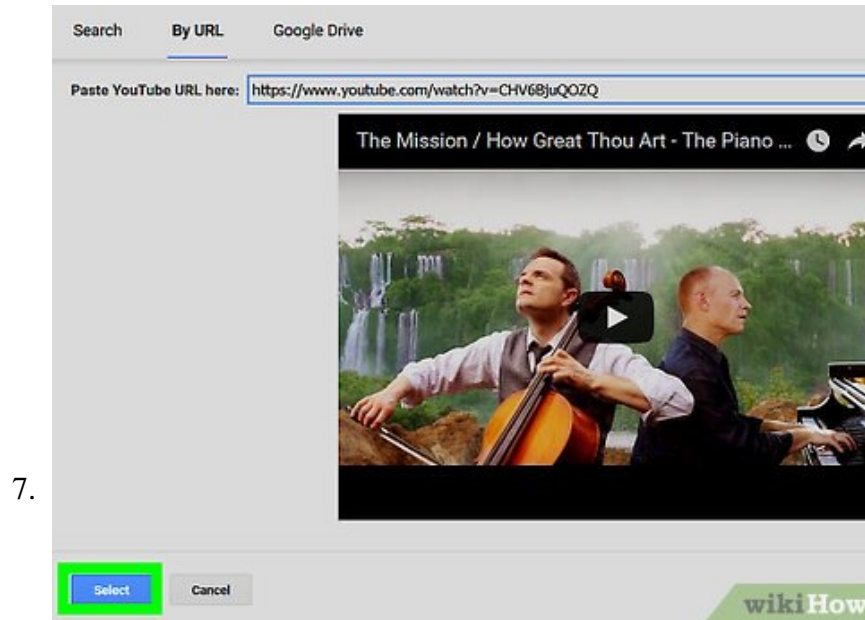 Search By URL Google Drive
Paste YouTube URL here: https://www.youtube.com/watch?v=CHV6BjuQOZQ
The Mission / How Great Thou Art - The Piano ...
7.
Select Cancel
wikiHow